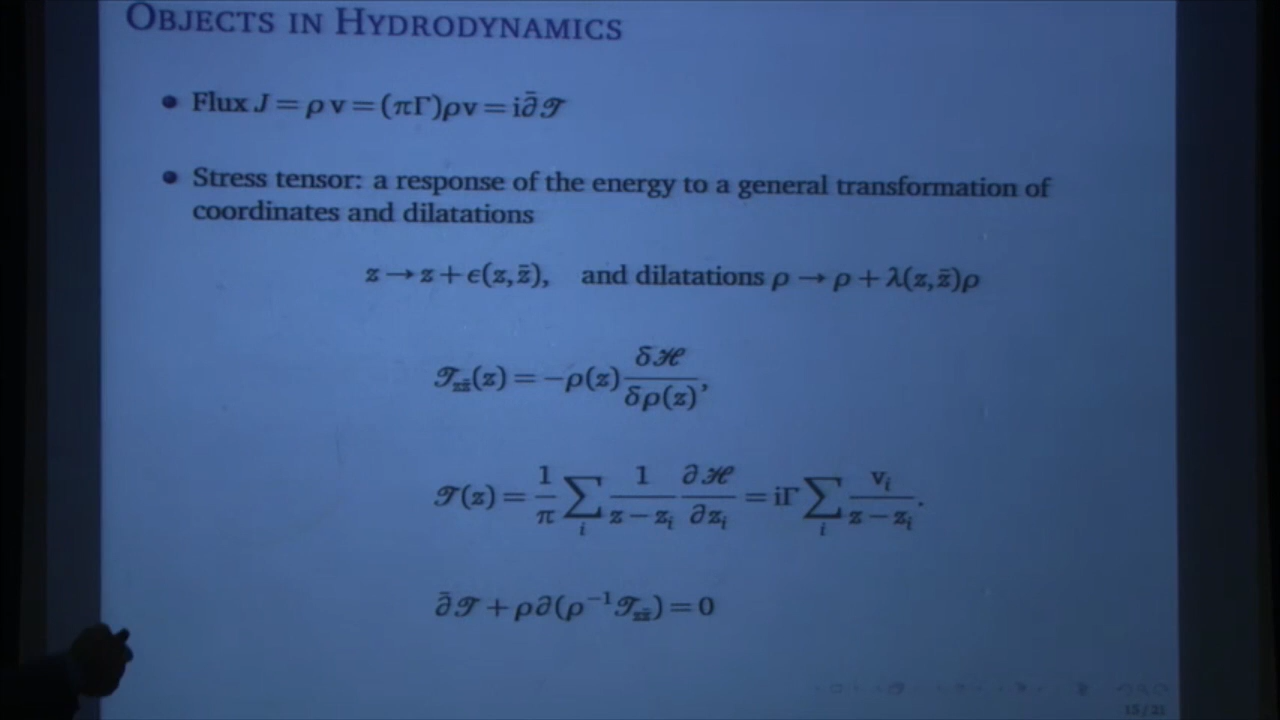 OBJECTS IN HYDRODYNAMICS
• Flux J = ρ v = (πΓ)ρv = i∂̄𝒯
• Stress tensor: a response of the energy to a general transformation of
coordinates and dilatations
z → z + ϵ(z, z̄), and dilatations ρ → ρ + λ(z, z̄)ρ
𝒯_{zz̄}(z) = −ρ(z) δℋ/δρ(z),
𝒯(z) = 1/π ∑_i 1/(z − z_i) ∂ℋ/∂z_i = iΓ ∑_i v_i/(z − z_i).
∂̄𝒯 + ρ∂(ρ^{−1}𝒯_{zz̄}) = 0
15 / 21